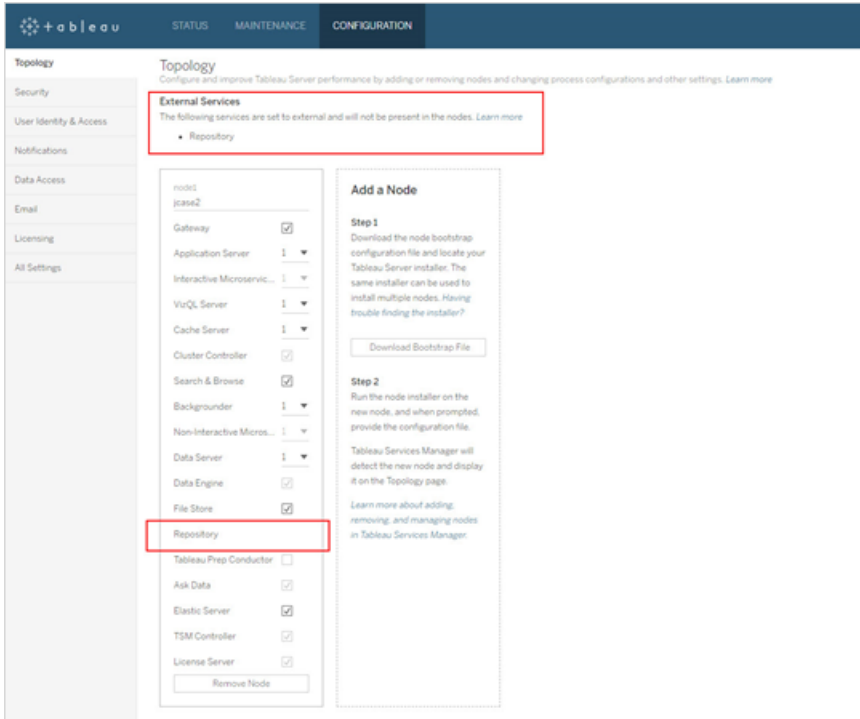 +ableau
STATUS MAINTENANCE CONFIGURATION
Topology
Security
User Identity & Access
Notifications
Data Access
Email
Licensing
All Settings
Topology
Configure and improve Tableau Server performance by adding or removing nodes and changing process configurations and other settings. Learn more
External Services
The following services are set to external and will not be present in the nodes. Learn more
• Repository
node1
jcase2
Gateway
Application Server 1
Interactive Microservic... 1
VizQL Server 1
Cache Server 1
Cluster Controller
Search & Browse
Backgrounder 1
Non-Interactive Micros... 1
Data Server 1
Data Engine
File Store
Repository
Tableau Prep Conductor
Ask Data
Elastic Server
TSM Controller
License Server
Remove Node
Add a Node
Step 1
Download the node bootstrap
configuration file and locate your
Tableau Server installer. The
same installer can be used to
install multiple nodes. Having
trouble finding the installer?
Download Bootstrap File
Step 2
Run the node installer on the
new node, and when prompted,
provide the configuration file.
Tableau Services Manager will
detect the new node and display
it on the Topology page.
Learn more about adding,
removing, and managing nodes
in Tableau Services Manager.